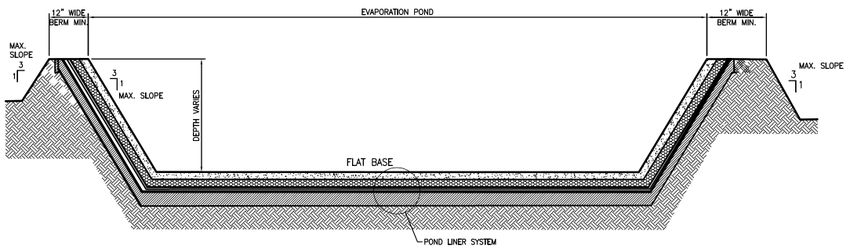 12" WIDE
BERM MIN.
EVAPORATION POND
12" WIDE
BERM MIN.
MAX.
SLOPE
3
1
3
1
MAX. SLOPE
DEPTH VARIES
MAX. SLOPE
3
1
FLAT BASE
POND LINER SYSTEM